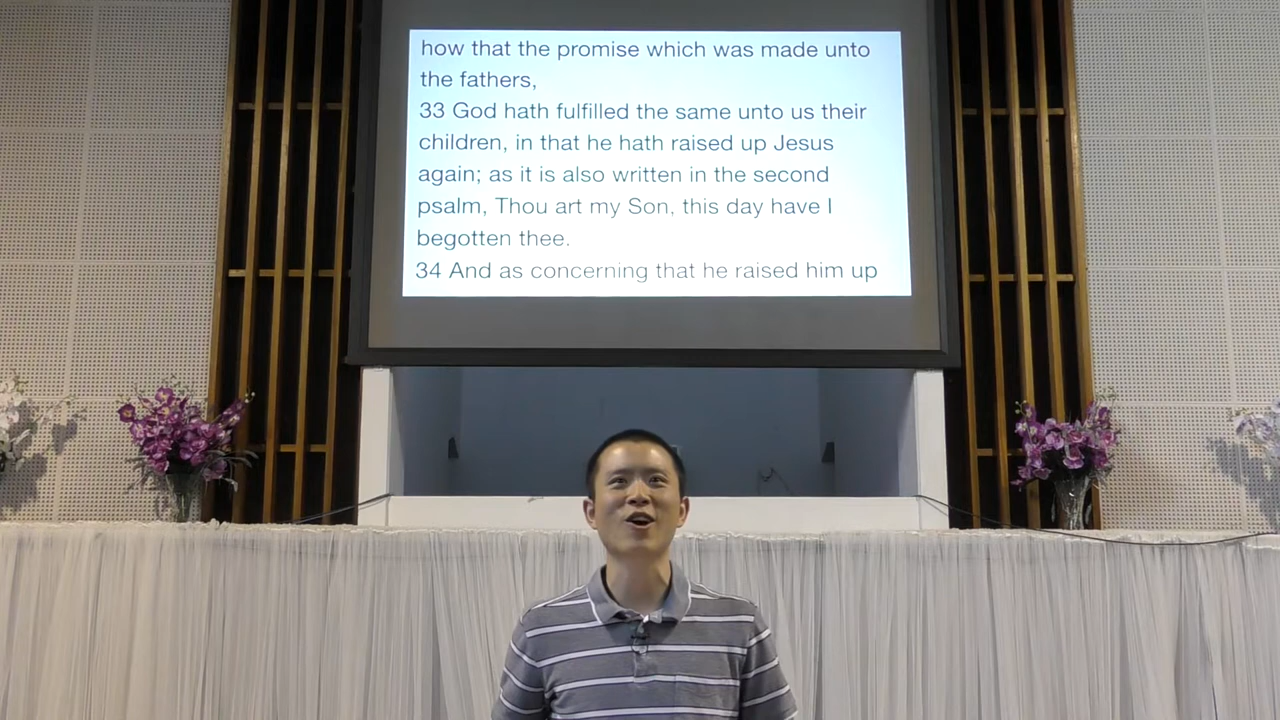 how that the promise which was made unto
the fathers,
33 God hath fulfilled the same unto us their
children, in that he hath raised up Jesus
again; as it is also written in the second
psalm, Thou art my Son, this day have I
begotten thee.
34 And as concerning that he raised him up